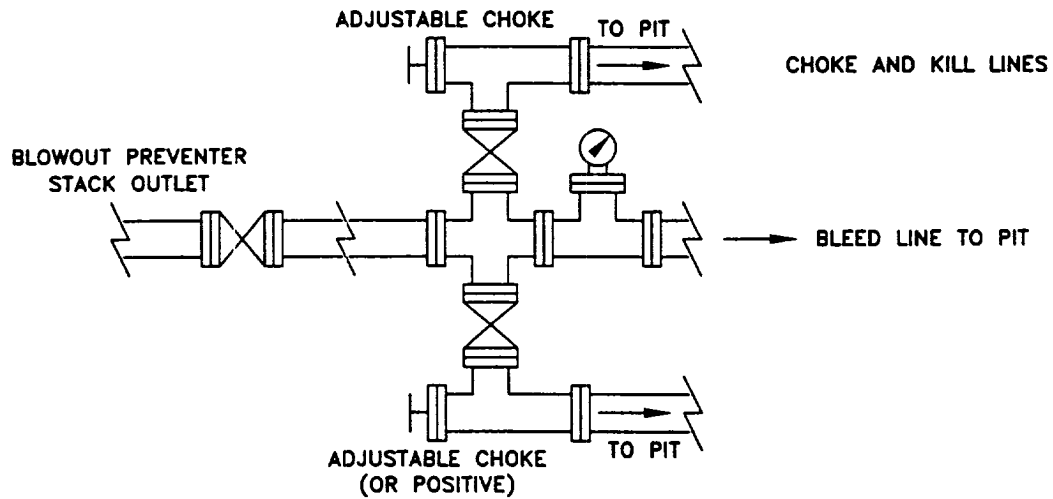 ADJUSTABLE CHOKE
TO PIT
CHOKE AND KILL LINES
BLOWOUT PREVENTER
STACK OUTLET
BLEED LINE TO PIT
TO PIT
ADJUSTABLE CHOKE
(OR POSITIVE)